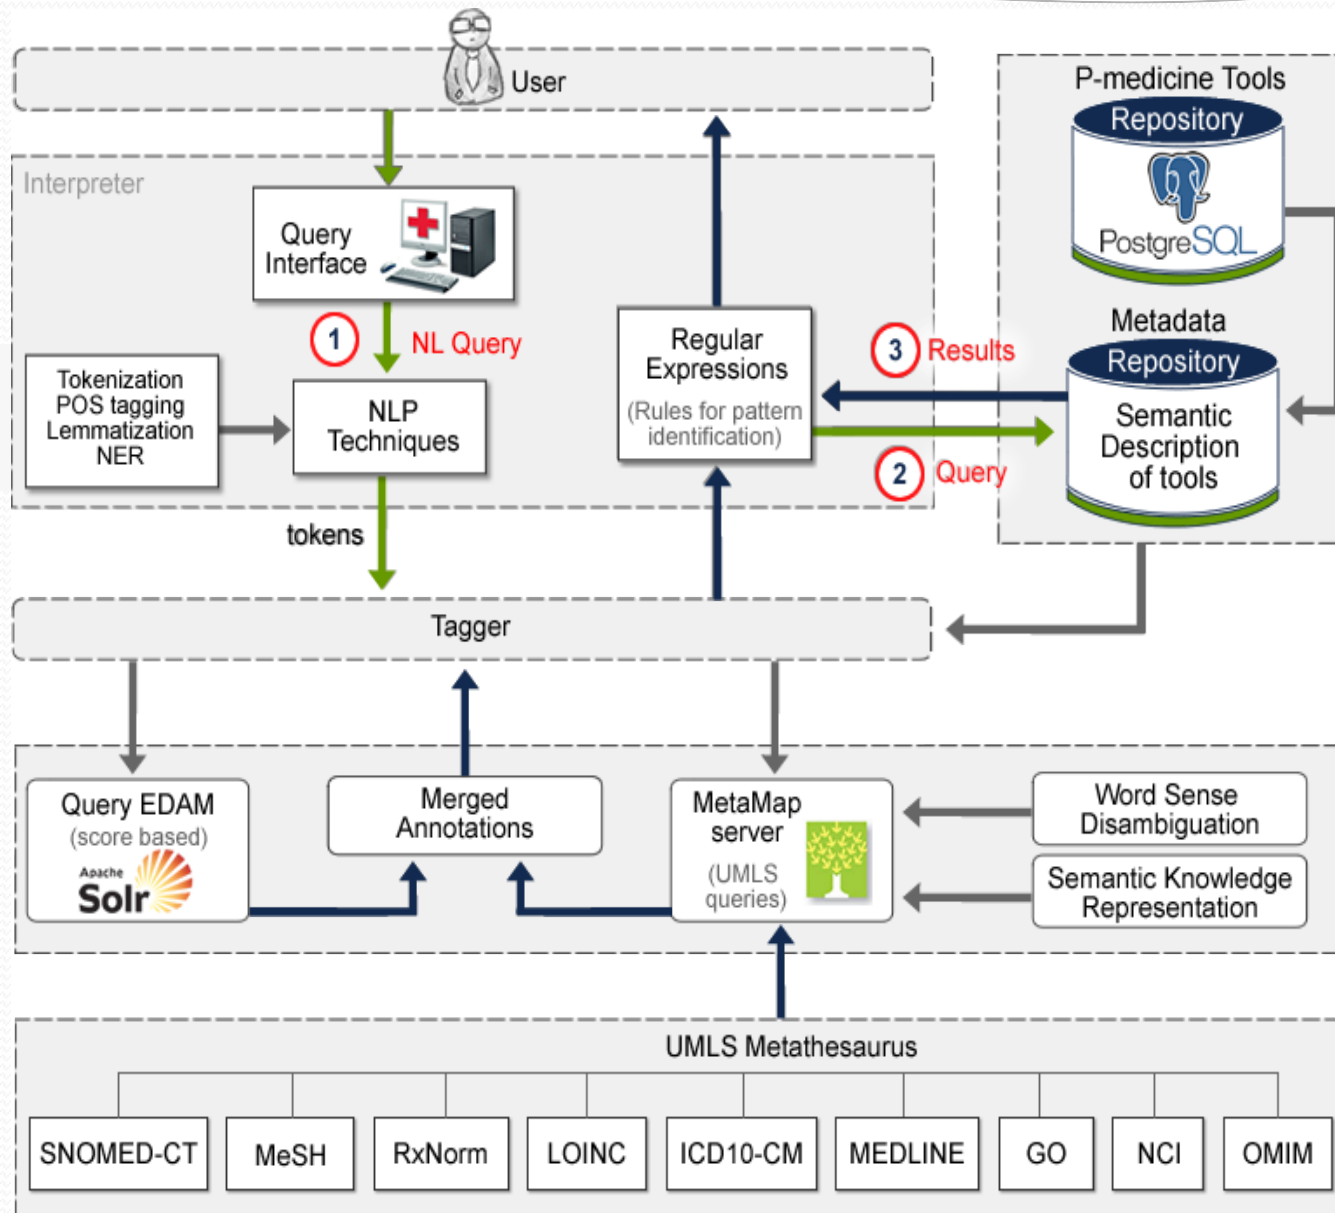 User
P-medicine Tools
Repository
PostgreSQL
Interpreter
Query
Interface
1
NL Query
Tokenization
POS tagging
Lemmatization
NER
NLP
Techniques
Regular
Expressions
(Rules for pattern
identification)
3
Results
2
Query
Metadata
Repository
Semantic
Description
of tools
tokens
Tagger
Query EDAM
(score based)
Apache
Solr
Merged
Annotations
MetaMap
server
(UMLS
queries)
Word Sense
Disambiguation
Semantic Knowledge
Representation
UMLS Metathesaurus
SNOMED-CT
MeSH
RxNorm
LOINC
ICD10-CM
MEDLINE
GO
NCI
OMIM